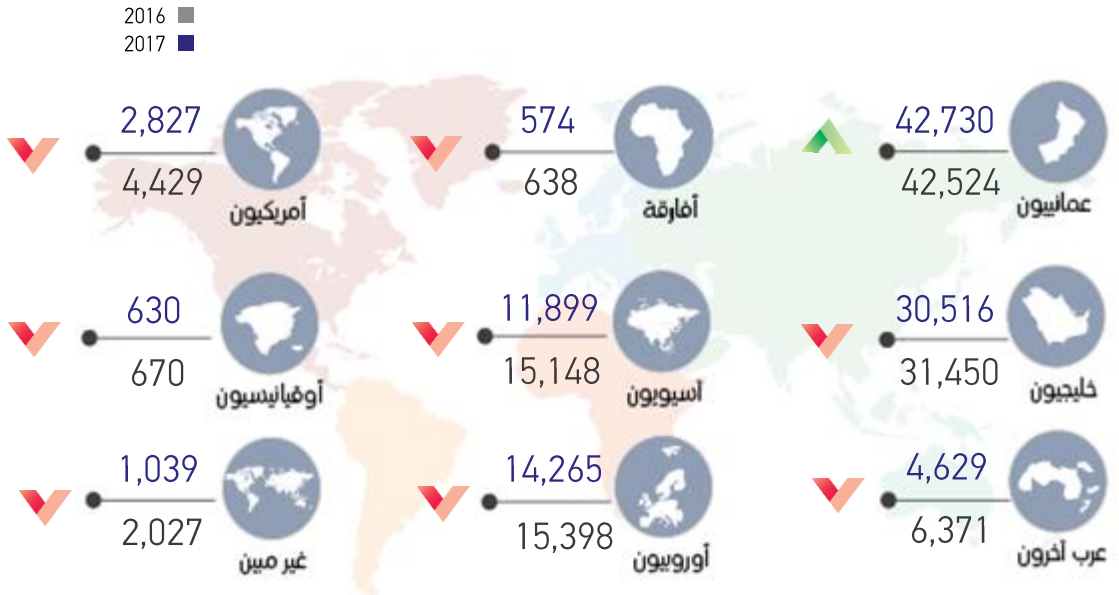 2016
2017
42,730
42,524
عمانييون
574
638
أفارقة
2,827
4,429
أمريكيون
30,516
31,450
خليجيون
11,899
15,148
آسيويون
630
670
أوقيانيسيون
4,629
6,371
عرب آخرون
14,265
15,398
أوروبيون
1,039
2,027
غير مبين